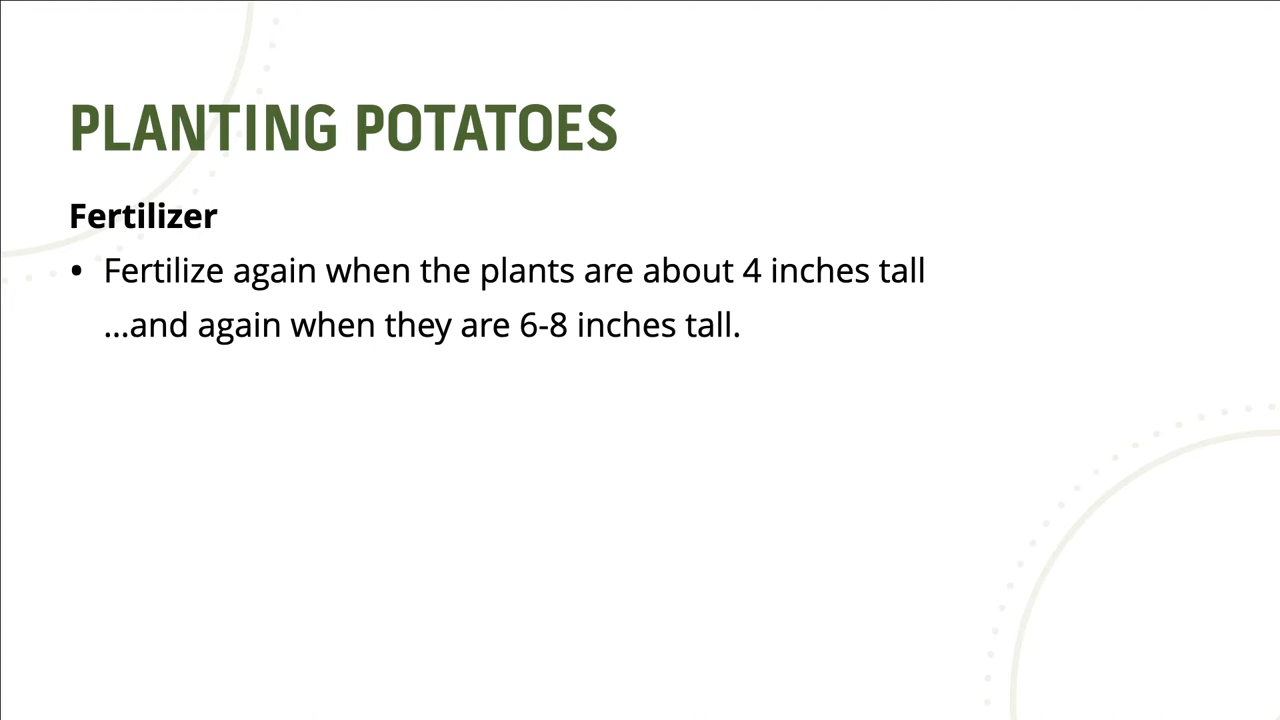 PLANTING POTATOES
Fertilizer
• Fertilize again when the plants are about 4 inches tall
...and again when they are 6-8 inches tall.